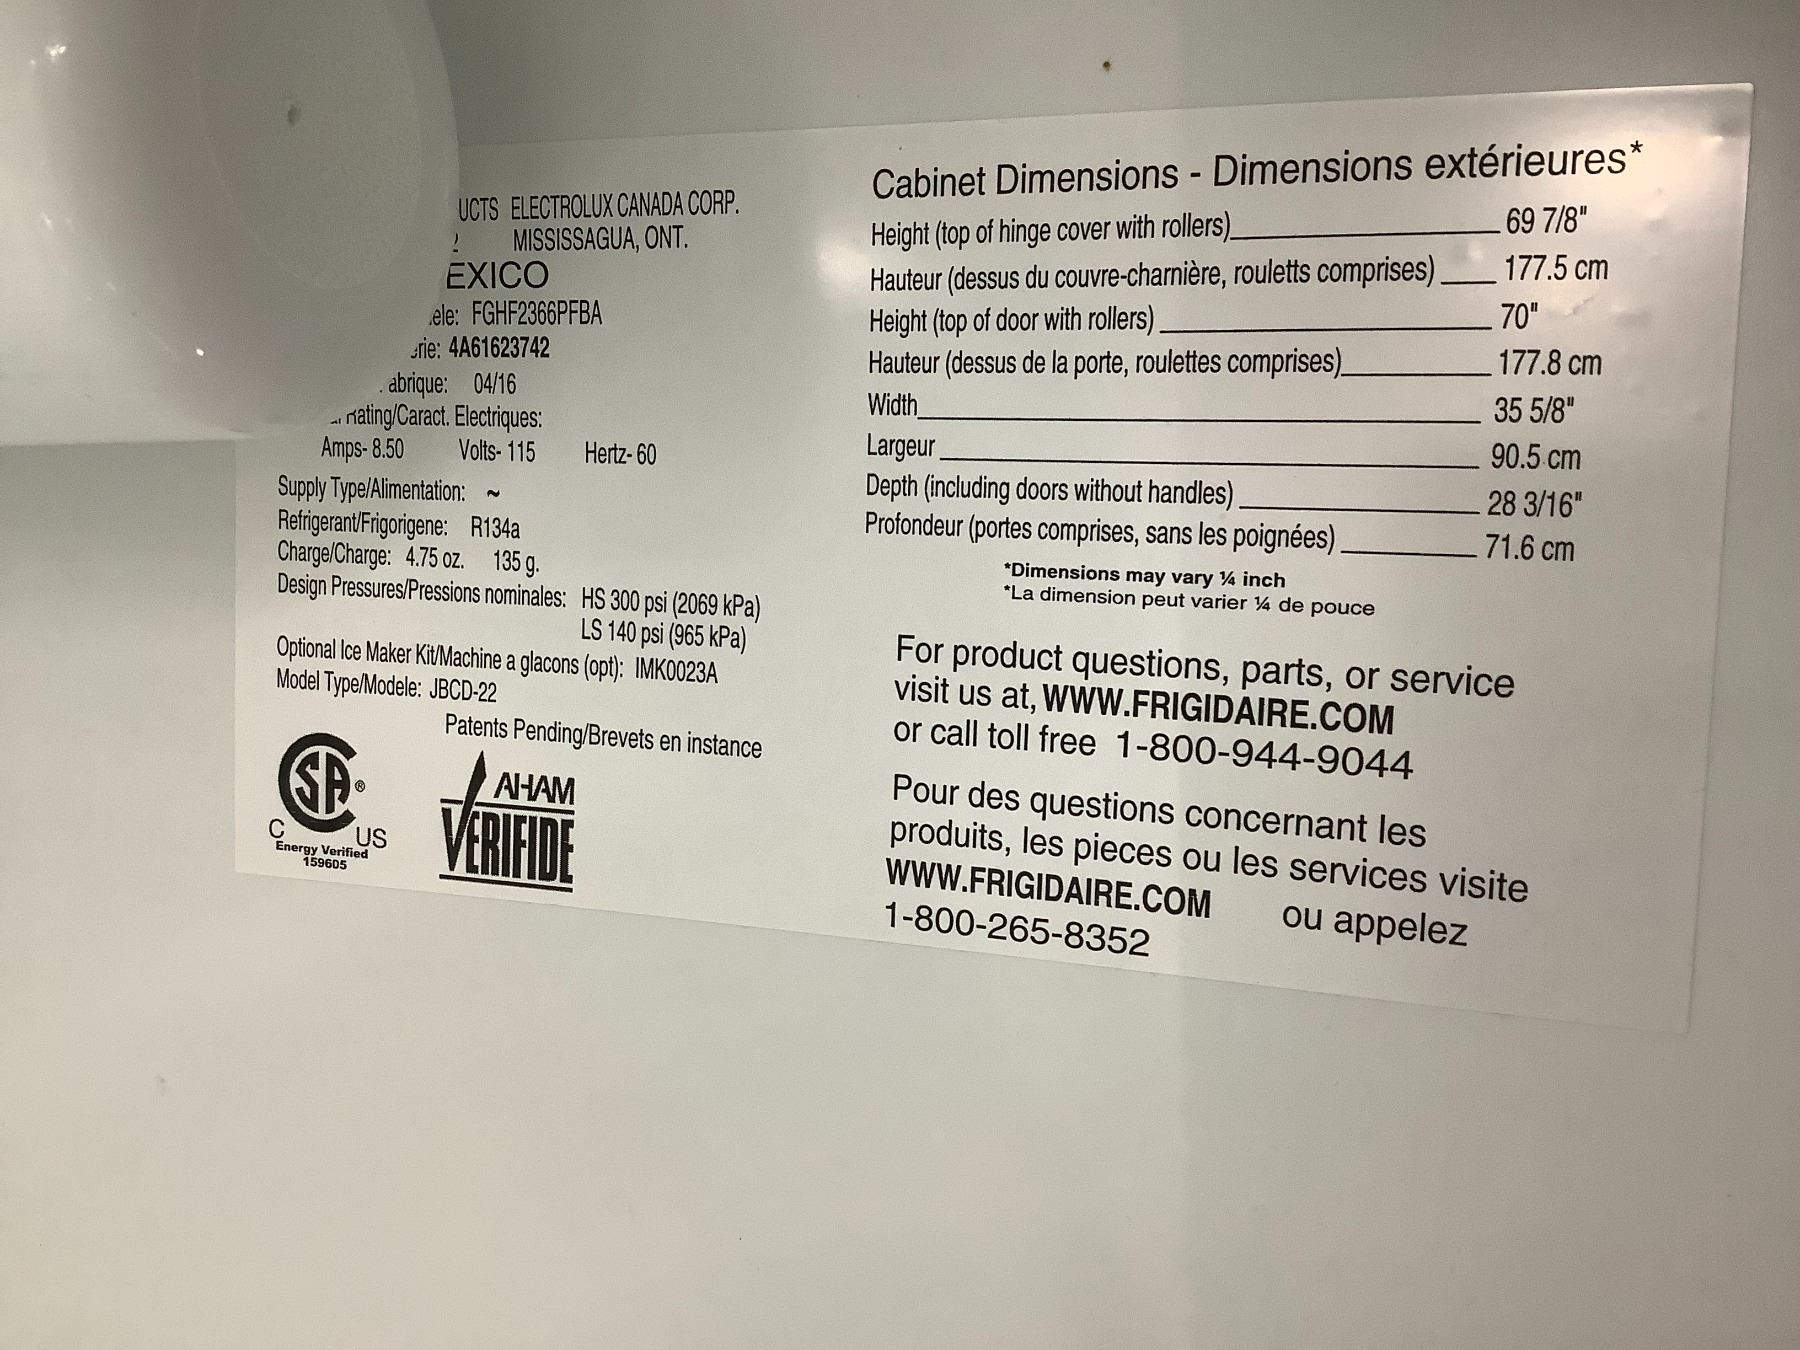 ELECTROLUX CANADA CORP.
MISSISSAGUA, ONT.
EXICO
FGHF2366PFBA
4A61623742
abrique: 04/16
Rating/Caract. Electriques:
Amps- 8.50 Volts- 115 Hertz- 60
Supply Type/Alimentation: ~
Refrigerant/Frigorigene: R134a
Charge/Charge: 4.75 oz. 135 g.
Design Pressures/Pressions nominales: HS 300 psi (2069 kPa)
LS 140 psi (965 kPa)
Optional Ice Maker Kit/Machine a glacons (opt): IMK0023A
Model Type/Modele: JBCD-22
Patents Pending/Brevets en instance
CSA ®
C US
Energy Verified
159605
AHAM
VERIFIDE
Cabinet Dimensions - Dimensions extérieures*
Height (top of hinge cover with rollers) 69 7/8"
Hauteur (dessus du couvre-charnière, rouletts comprises) 177.5 cm
Height (top of door with rollers) 70"
Hauteur (dessus de la porte, roulettes comprises) 177.8 cm
Width 35 5/8"
Largeur 90.5 cm
Depth (including doors without handles) 28 3/16"
Profondeur (portes comprises, sans les poignées) 71.6 cm
*Dimensions may vary ¼ inch
*La dimension peut varier ¼ de pouce
For product questions, parts, or service
visit us at, WWW.FRIGIDAIRE.COM
or call toll free 1-800-944-9044
Pour des questions concernant les
produits, les pieces ou les services visite
WWW.FRIGIDAIRE.COM ou appelez
1-800-265-8352